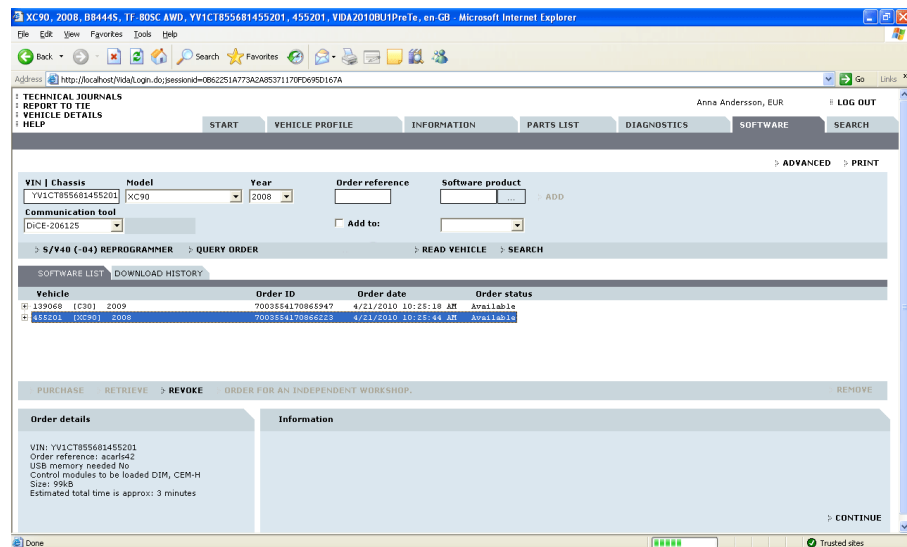 XC90, 2008, B8444S, TF-80SC AWD, YV1CT855681455201, 455201, VIDA2010BU1PreTe, en-GB - Microsoft Internet Explorer
File Edit View Favorites Tools Help
Back Search Favorites
Address http://localhost/Vida/Login.do;jsessionid=0B62251A773A2A85371170FD695D167A Go Links
TECHNICAL JOURNALS
REPORT TO TIE
VEHICLE DETAILS
HELP
Anna Andersson, EUR LOG OUT
START VEHICLE PROFILE INFORMATION PARTS LIST DIAGNOSTICS SOFTWARE SEARCH
ADVANCED PRINT
VIN | Chassis Model Year Order reference Software product
YV1CT855681455201 XC90 2008 ... ADD
Communication tool
DiCE-206125 Add to:
S/V40 (-04) REPROGRAMMER QUERY ORDER READ VEHICLE SEARCH
SOFTWARE LIST DOWNLOAD HISTORY
Vehicle Order ID Order date Order status
139068 [C30] 2009 7003554170865947 4/21/2010 10:25:18 AM Available
455201 [XC90] 2008 7003554170866223 4/21/2010 10:25:44 AM Available
PURCHASE RETRIEVE REVOKE ORDER FOR AN INDEPENDENT WORKSHOP. REMOVE
Order details Information
VIN: YV1CT855681455201
Order reference: acarls42
USB memory needed No
Control modules to be loaded DIM, CEM-H
Size: 99kB
Estimated total time is approx: 3 minutes
CONTINUE
Done Trusted sites